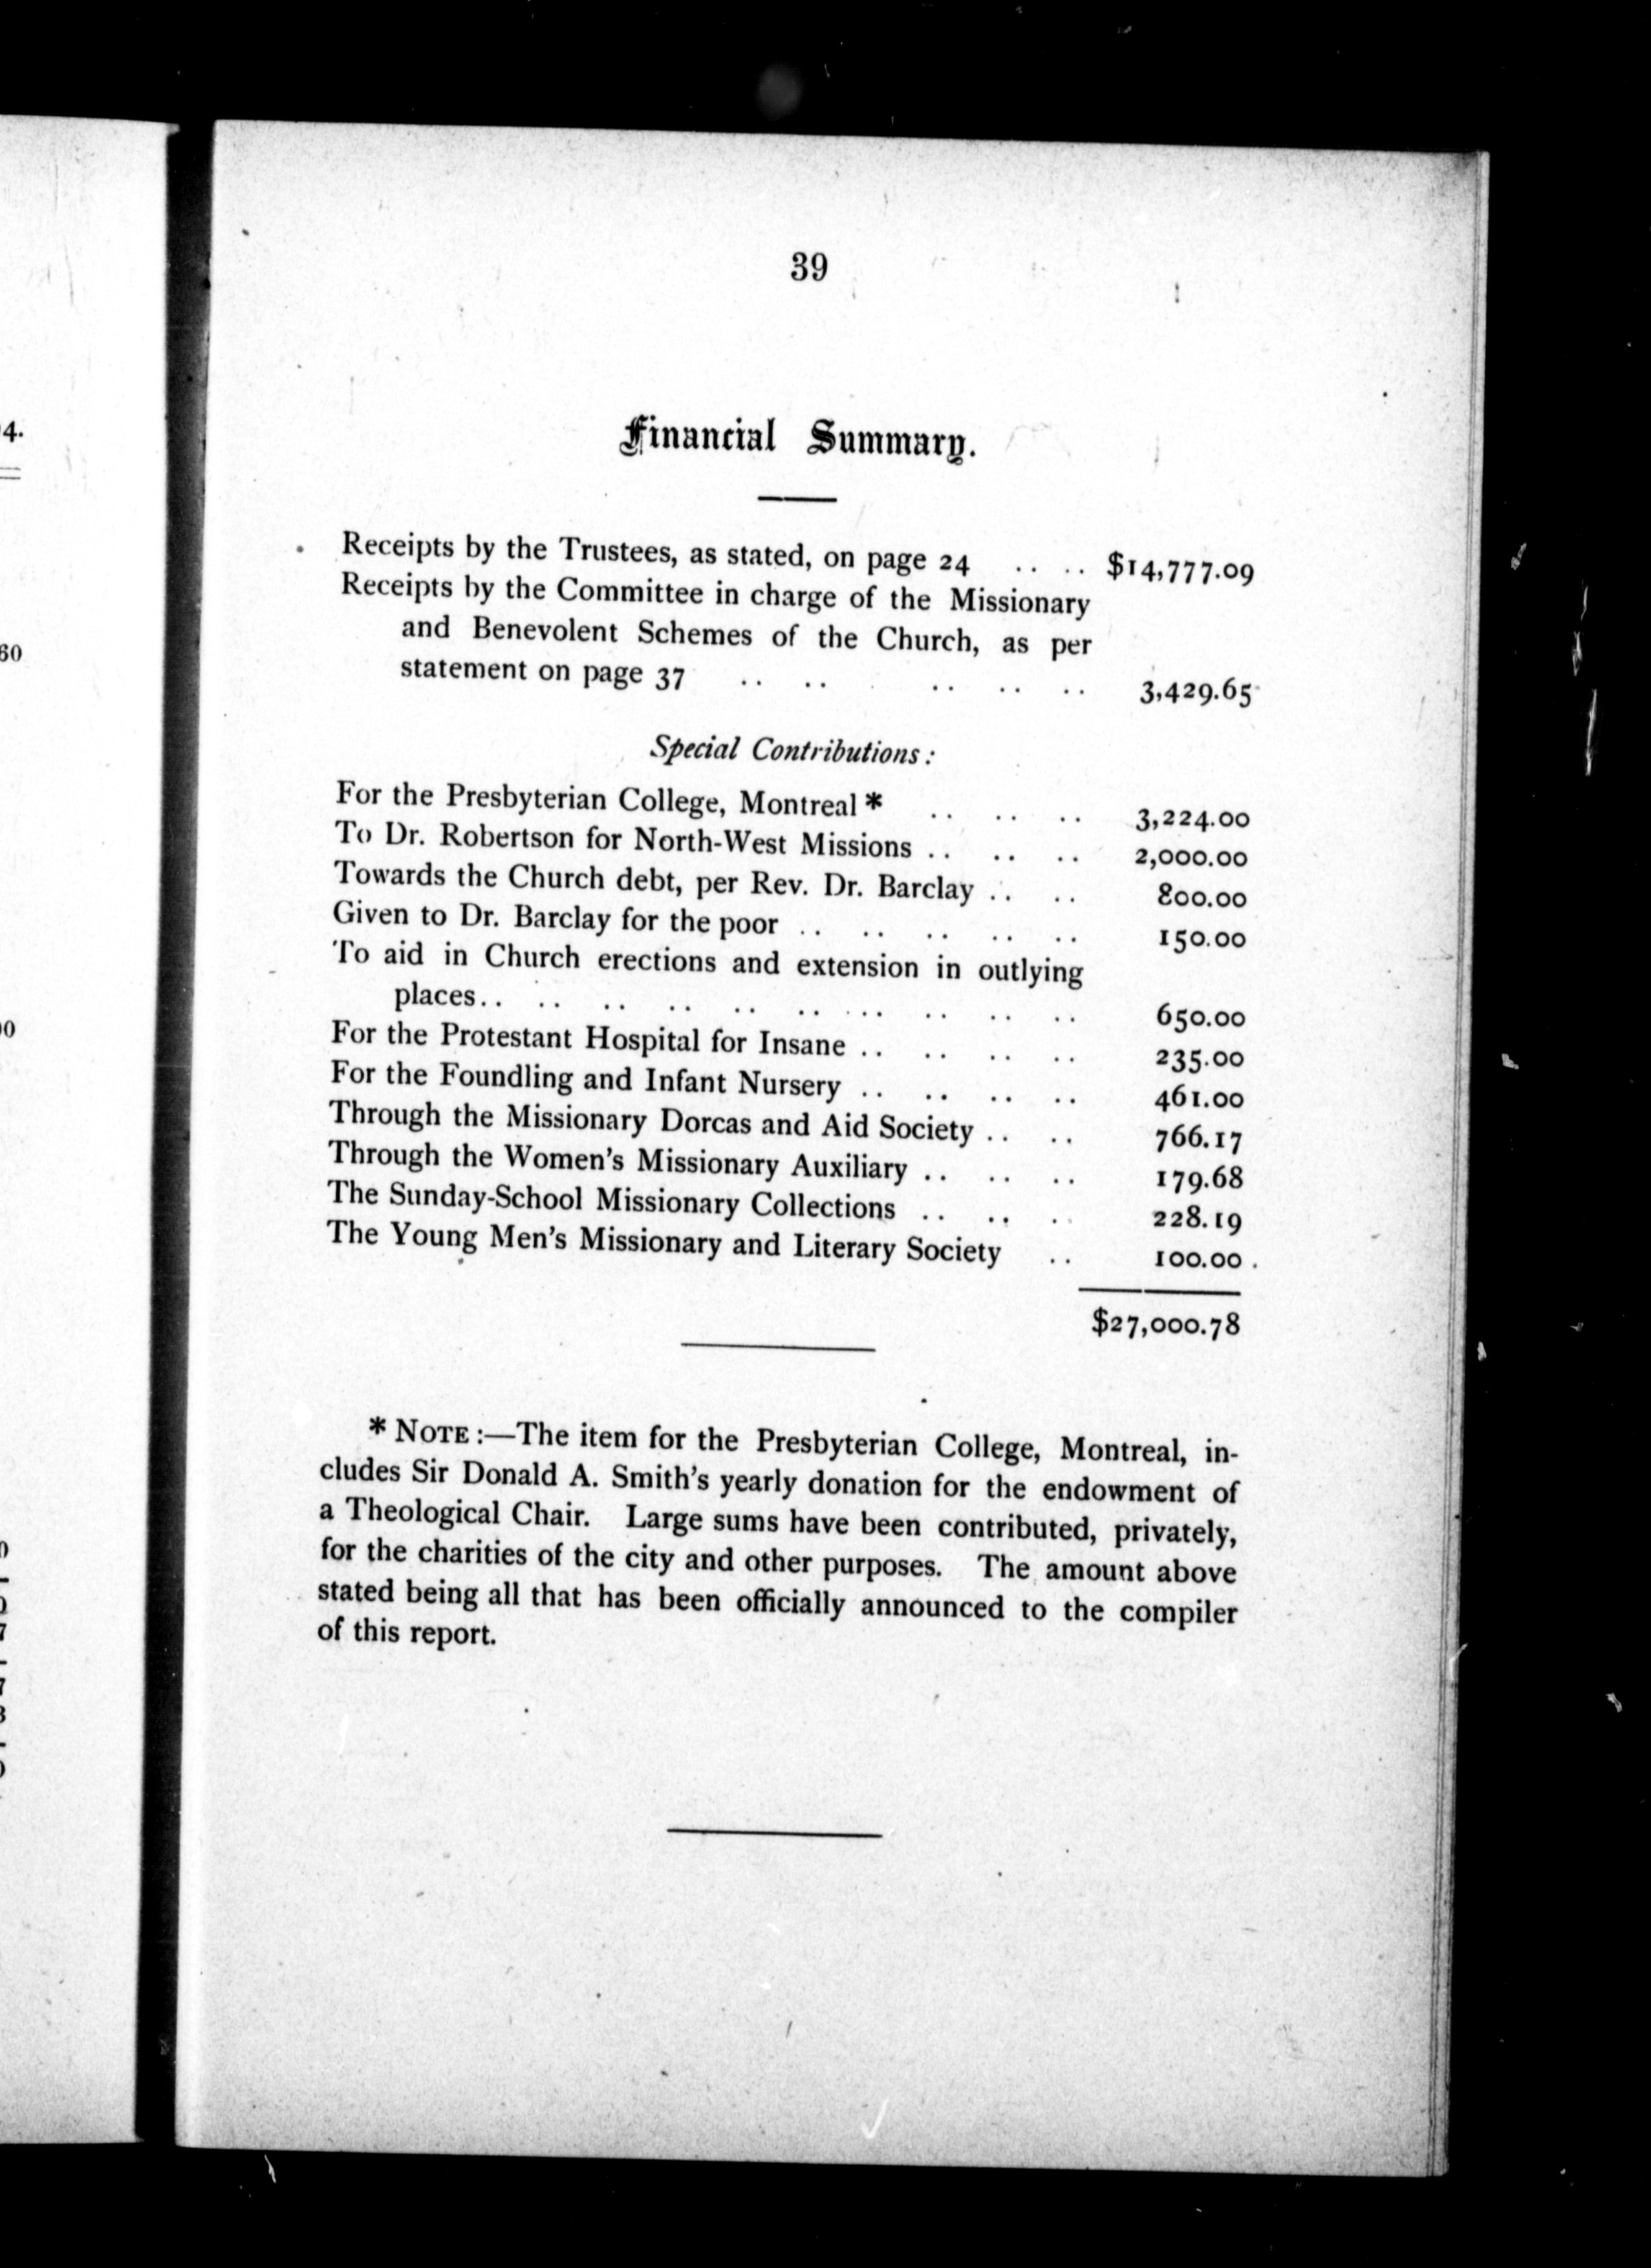 39
Financial Summary.
Receipts by the Trustees, as stated, on page 24 .. .. $14,777.09
Receipts by the Committee in charge of the Missionary
and Benevolent Schemes of the Church, as per
statement on page 37 .. .. .. .. .. 3,429.65
Special Contributions:
For the Presbyterian College, Montreal * .. .. .. 3,224.00
To Dr. Robertson for North-West Missions .. .. .. 2,000.00
Towards the Church debt, per Rev. Dr. Barclay .. .. 800.00
Given to Dr. Barclay for the poor .. .. .. .. .. 150.00
To aid in Church erections and extension in outlying
places.. .. .. .. .. .. .. .. .. .. 650.00
For the Protestant Hospital for Insane .. .. .. .. 235.00
For the Foundling and Infant Nursery .. .. .. .. 461.00
Through the Missionary Dorcas and Aid Society .. .. 766.17
Through the Women's Missionary Auxiliary .. .. .. 179.68
The Sunday-School Missionary Collections .. .. .. 228.19
The Young Men's Missionary and Literary Society .. 100.00
$27,000.78
* NOTE:—The item for the Presbyterian College, Montreal, in-
cludes Sir Donald A. Smith's yearly donation for the endowment of
a Theological Chair. Large sums have been contributed, privately,
for the charities of the city and other purposes. The amount above
stated being all that has been officially announced to the compiler
of this report.